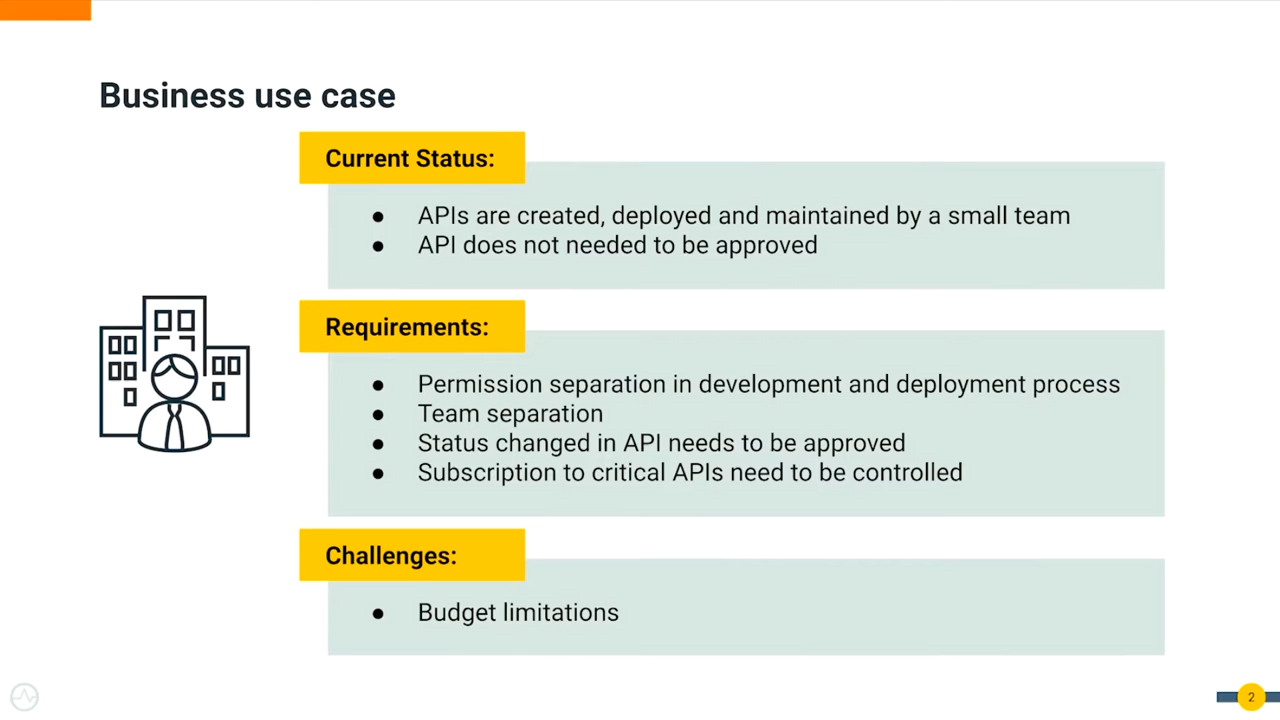 Business use case
Current Status:
● APIs are created, deployed and maintained by a small team
● API does not needed to be approved
Requirements:
● Permission separation in development and deployment process
● Team separation
● Status changed in API needs to be approved
● Subscription to critical APIs need to be controlled
Challenges:
● Budget limitations
2